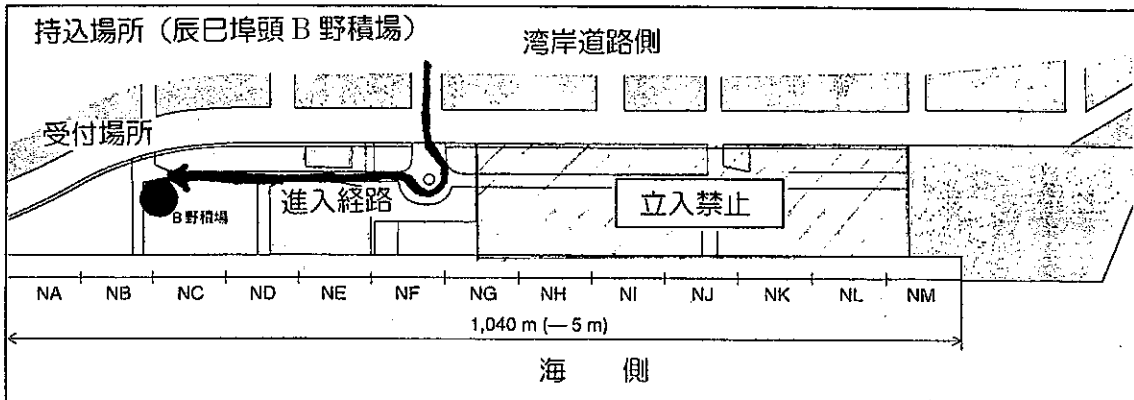 持込場所（辰巳埠頭 B 野積場）
湾岸道路側
受付場所
進入経路
B 野積場
立入禁止
NA NB NC ND NE NF NG NH NI NJ NK NL NM
1,040 m (— 5 m)
海 側